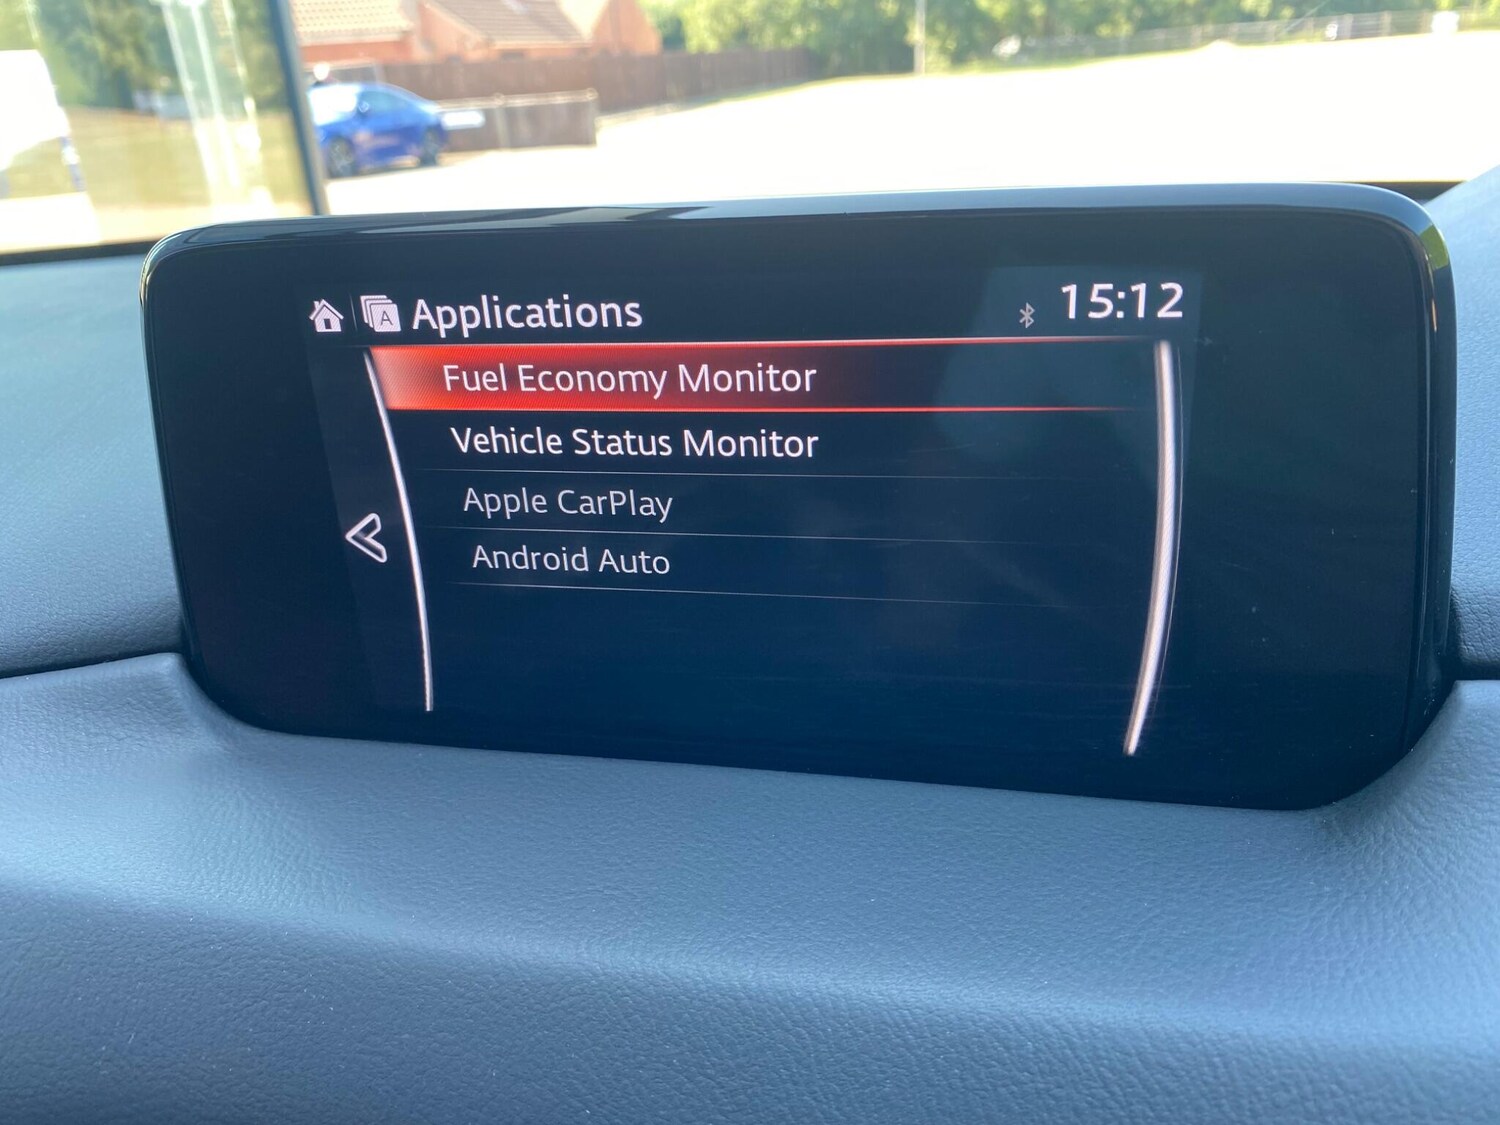 Applications
15:12
Fuel Economy Monitor
Vehicle Status Monitor
Apple CarPlay
Android Auto